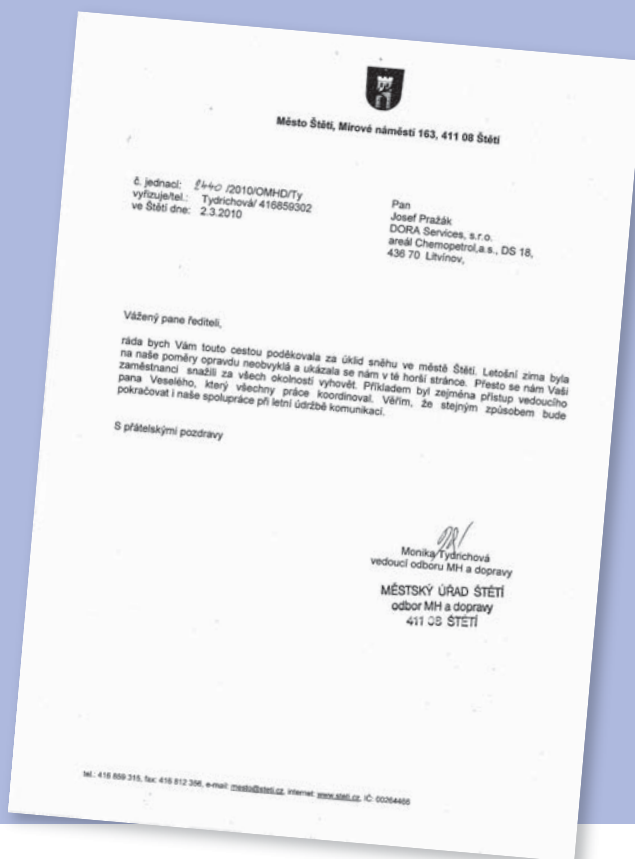 Město Štětí, Mírové náměstí 163, 411 08 Štětí
č. jednací: 2440 /2010/OMHD/Ty
vyřizuje/tel.: Tydrichová/ 416859302
ve Štětí dne: 2.3.2010
Pan
Josef Pražák
DORA Services, s.r.o.
areál Chemopetrol,a.s., DS 18,
436 70 Litvínov,
Vážený pane řediteli,
ráda bych Vám touto cestou poděkovala za úklid sněhu ve městě Štětí. Letošní zima byla
na naše poměry opravdu neobvyklá a ukázala se nám v té horší stránce. Přesto se nám Vaši
zaměstnanci snažili za všech okolností vyhovět. Příkladem byl zejména přístup vedoucího
pana Veselého, který všechny práce koordinoval. Věřím, že stejným způsobem bude
pokračovat i naše spolupráce při letní údržbě komunikací.
S přátelskými pozdravy
Monika Tydrichová
vedoucí odboru MH a dopravy
MĚSTSKÝ ÚŘAD ŠTĚTÍ
odbor MH a dopravy
411 08 ŠTĚTÍ
tel.: 416 859 315, fax: 416 812 386, e-mail: mesto@steti.cz, internet: www.steti.cz, IČ: 00264466